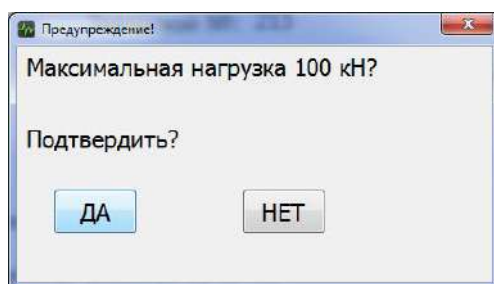 Предупреждение!
Максимальная нагрузка 100 кН?
Подтвердить?
ДА
НЕТ